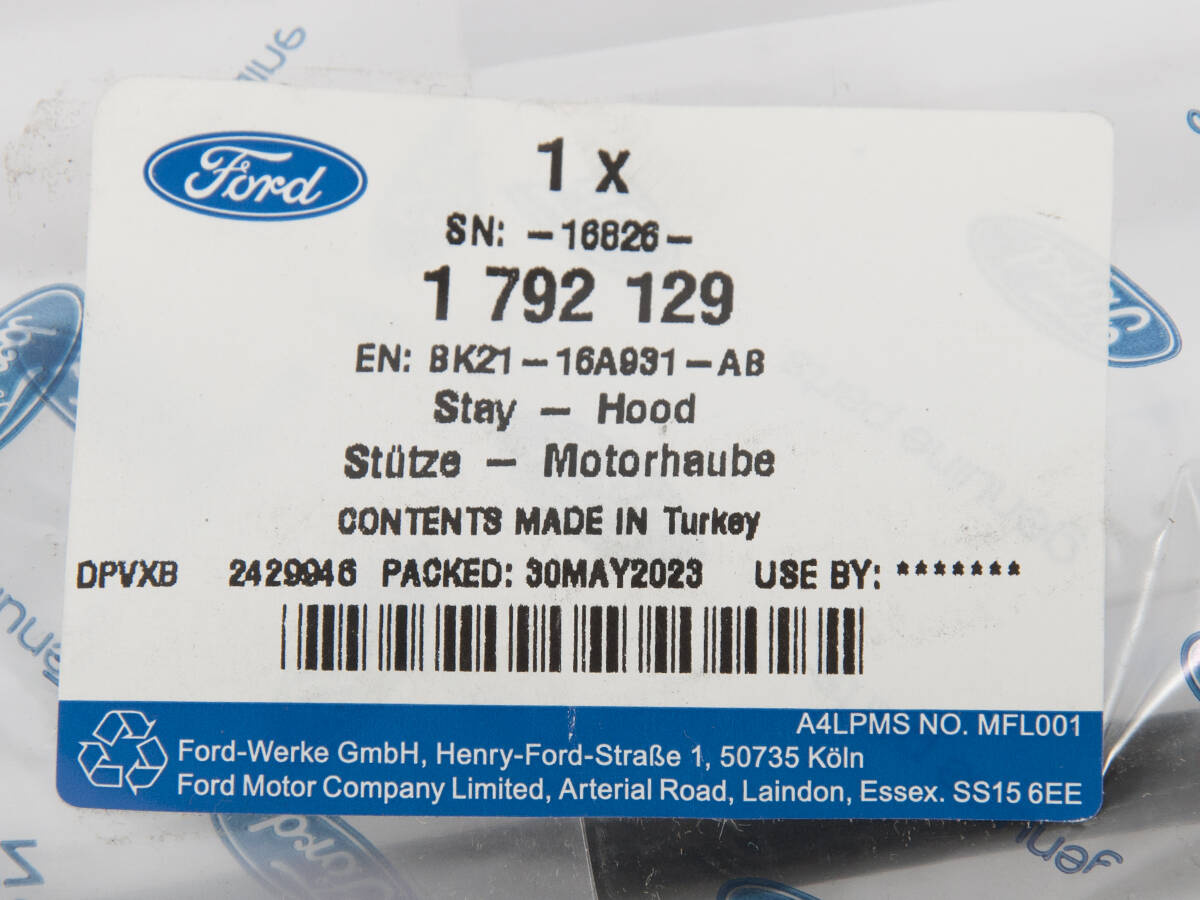 Ford
1 x
SN: -16826-
1 792 129
EN: BK21-16A931-AB
Stay - Hood
Stütze - Motorhaube
CONTENTS MADE IN Turkey
DPVXB 2429946 PACKED: 30MAY2023 USE BY: *******
A4LPMS NO. MFL001
Ford-Werke GmbH, Henry-Ford-Straße 1, 50735 Köln
Ford Motor Company Limited, Arterial Road, Laindon, Essex. SS15 6EE